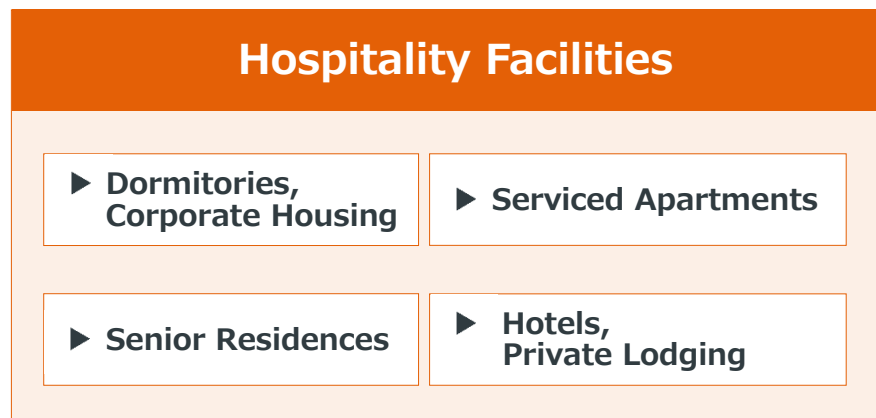 Hospitality Facilities
▶ Dormitories,
Corporate Housing
▶ Serviced Apartments
▶ Senior Residences
▶ Hotels,
Private Lodging